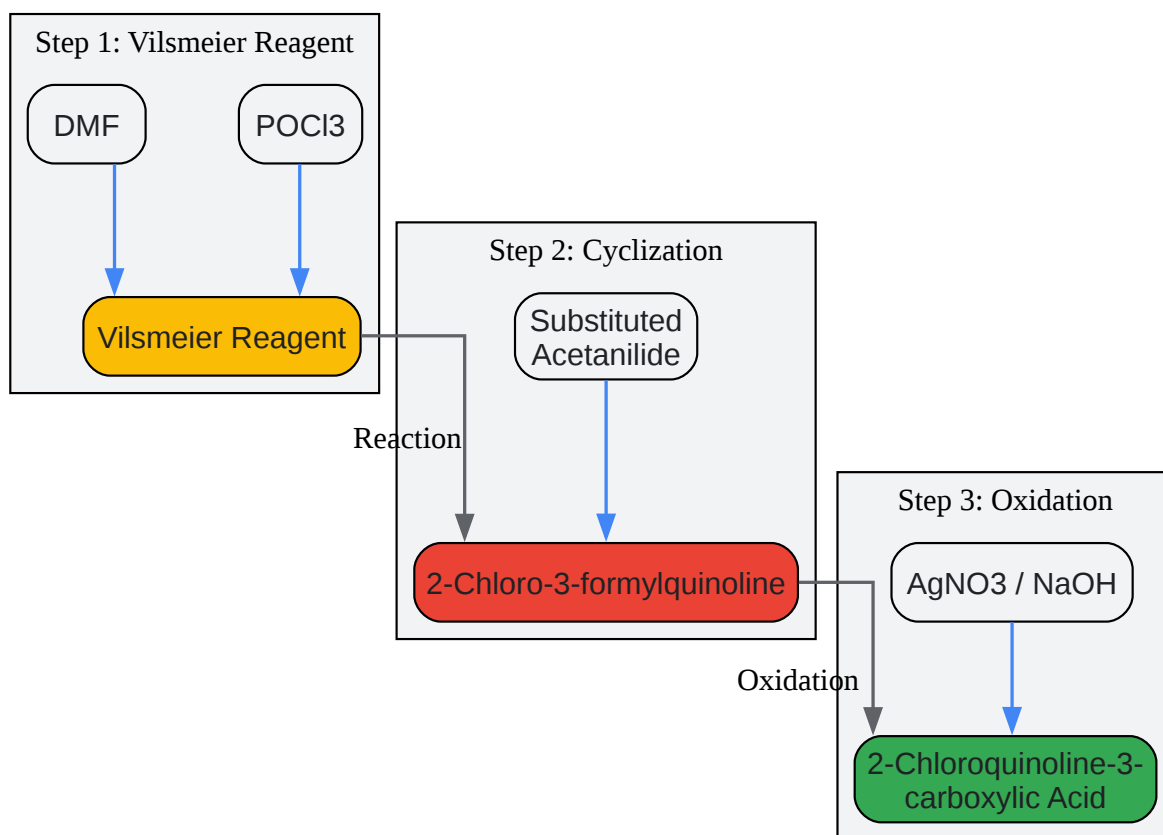 Step 1: Vilsmeier Reagent
DMF
POCl3
Vilsmeier Reagent
Reaction
Step 2: Cyclization
Substituted
Acetanilide
2-Chloro-3-formylquinoline
Oxidation
Step 3: Oxidation
AgNO3 / NaOH
2-Chloroquinoline-3-
carboxylic Acid